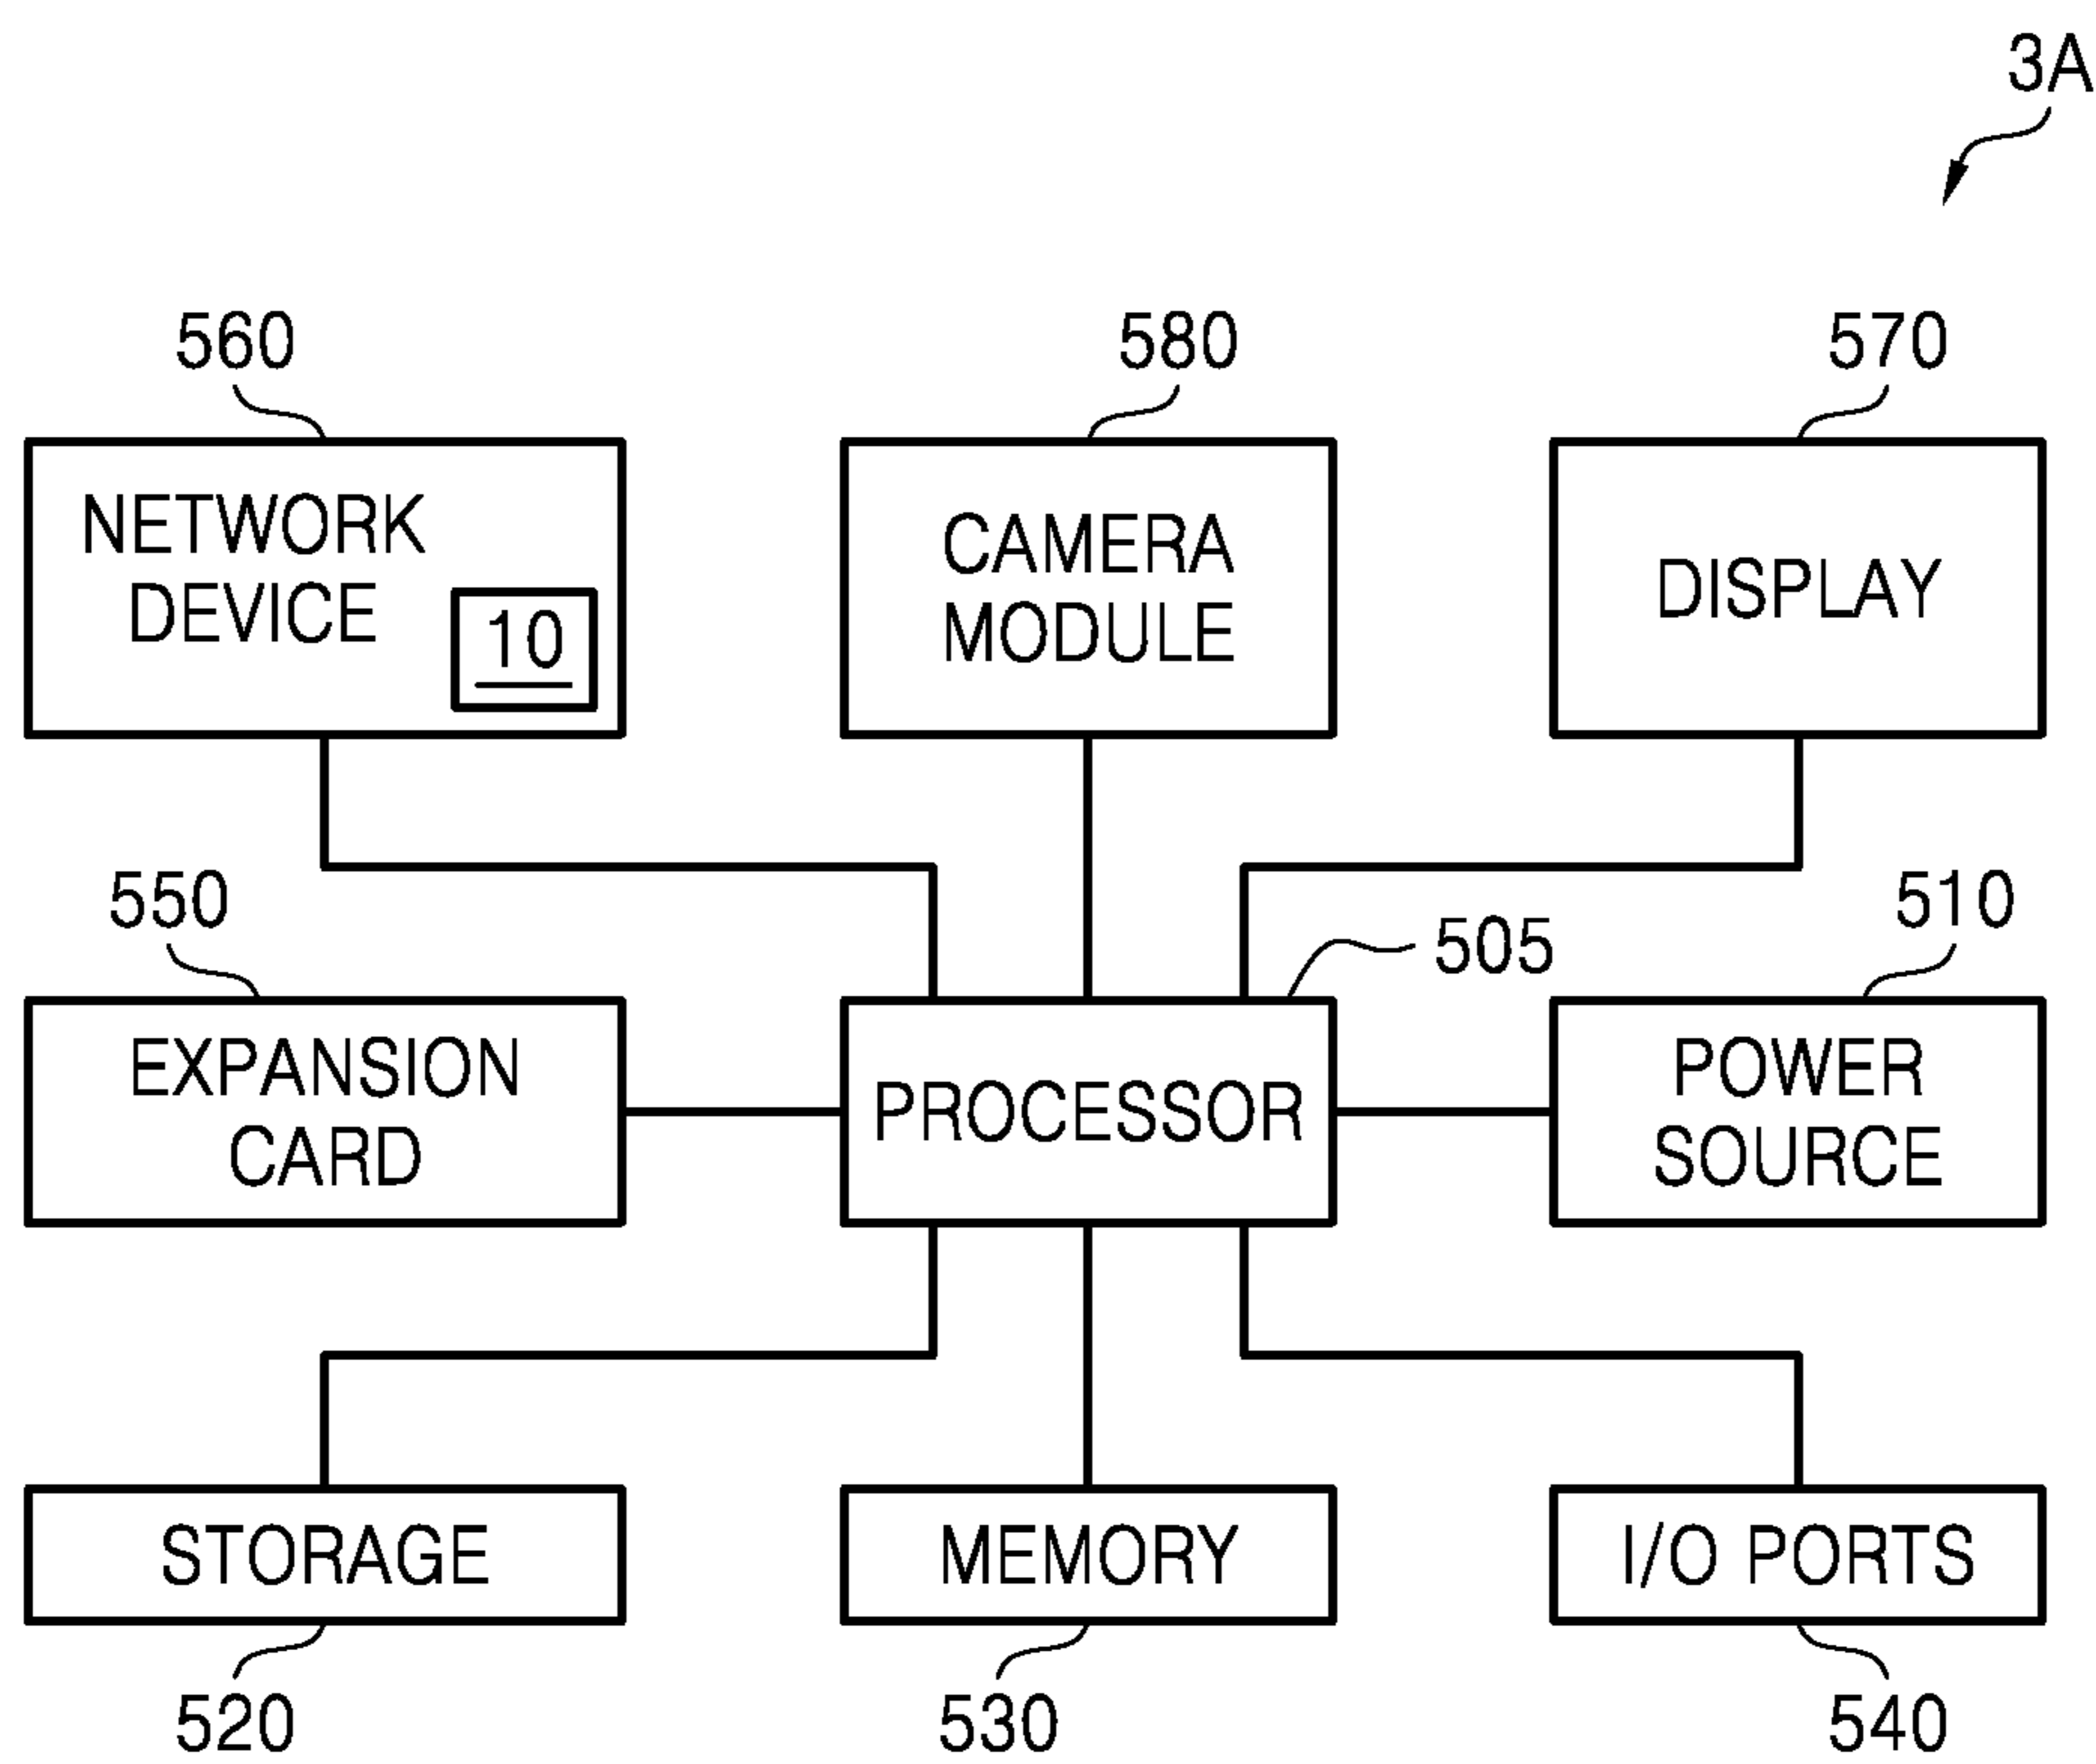 3A
560
580
570
NETWORK
DEVICE
10
CAMERA
MODULE
DISPLAY
550
505
510
EXPANSION
CARD
PROCESSOR
POWER
SOURCE
STORAGE
MEMORY
I/O PORTS
520
530
540